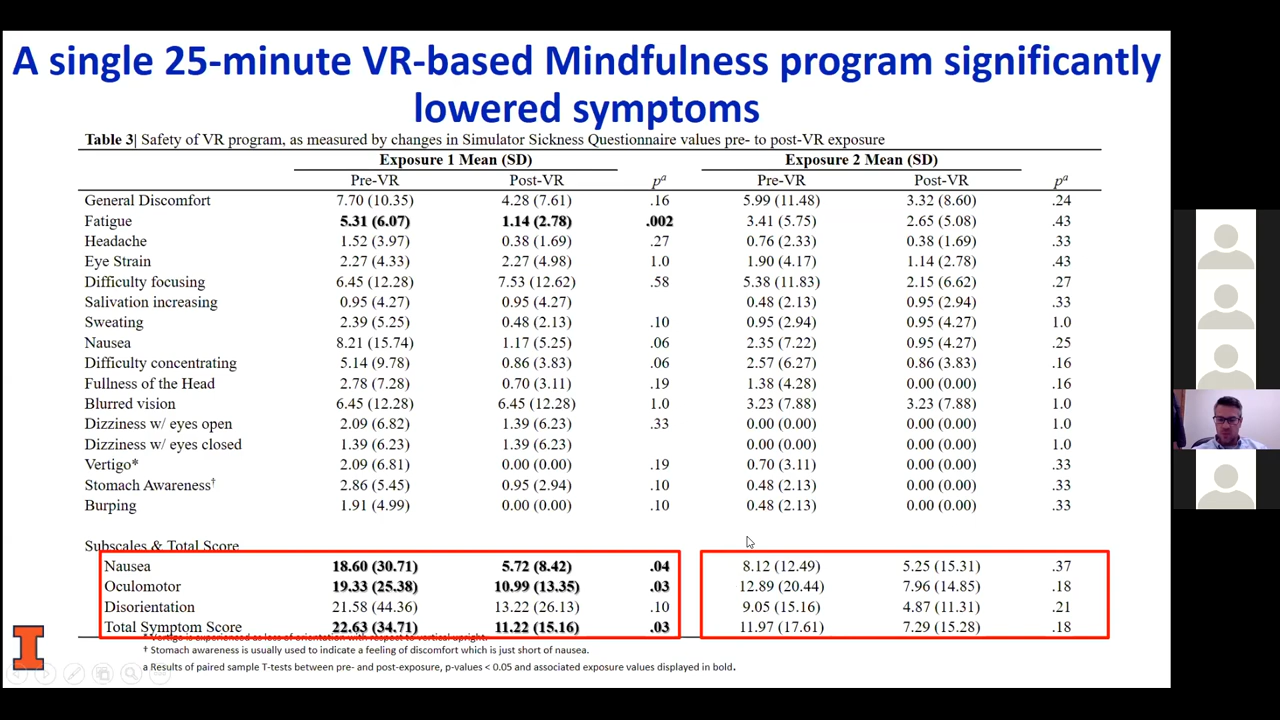 A single 25-minute VR-based Mindfulness program significantly
lowered symptoms
Table 3| Safety of VR program, as measured by changes in Simulator Sickness Questionnaire values pre- to post-VR exposure
Exposure 1 Mean (SD) Exposure 2 Mean (SD)
Pre-VR Post-VR pᵃ Pre-VR Post-VR pᵃ
General Discomfort 7.70 (10.35) 4.28 (7.61) .16 5.99 (11.48) 3.32 (8.60) .24
Fatigue 5.31 (6.07) 1.14 (2.78) .002 3.41 (5.75) 2.65 (5.08) .43
Headache 1.52 (3.97) 0.38 (1.69) .27 0.76 (2.33) 0.38 (1.69) .33
Eye Strain 2.27 (4.33) 2.27 (4.98) 1.0 1.90 (4.17) 1.14 (2.78) .43
Difficulty focusing 6.45 (12.28) 7.53 (12.62) .58 5.38 (11.83) 2.15 (6.62) .27
Salivation increasing 0.95 (4.27) 0.95 (4.27) 0.48 (2.13) 0.95 (2.94) .33
Sweating 2.39 (5.25) 0.48 (2.13) .10 0.95 (2.94) 0.95 (4.27) 1.0
Nausea 8.21 (15.74) 1.17 (5.25) .06 2.35 (7.22) 0.95 (4.27) .25
Difficulty concentrating 5.14 (9.78) 0.86 (3.83) .06 2.57 (6.27) 0.86 (3.83) .16
Fullness of the Head 2.78 (7.28) 0.70 (3.11) .19 1.38 (4.28) 0.00 (0.00) .16
Blurred vision 6.45 (12.28) 6.45 (12.28) 1.0 3.23 (7.88) 3.23 (7.88) 1.0
Dizziness w/ eyes open 2.09 (6.82) 1.39 (6.23) .33 0.00 (0.00) 0.00 (0.00) 1.0
Dizziness w/ eyes closed 1.39 (6.23) 1.39 (6.23) 0.00 (0.00) 0.00 (0.00) 1.0
Vertigo* 2.09 (6.81) 0.00 (0.00) .19 0.70 (3.11) 0.00 (0.00) .33
Stomach Awareness† 2.86 (5.45) 0.95 (2.94) .10 0.48 (2.13) 0.00 (0.00) .33
Burping 1.91 (4.99) 0.00 (0.00) .10 0.48 (2.13) 0.00 (0.00) .33
Subscales & Total Score
Nausea 18.60 (30.71) 5.72 (8.42) .04 8.12 (12.49) 5.25 (15.31) .37
Oculomotor 19.33 (25.38) 10.99 (13.35) .03 12.89 (20.44) 7.96 (14.85) .18
Disorientation 21.58 (44.36) 13.22 (26.13) .10 9.05 (15.16) 4.87 (11.31) .21
Total Symptom Score 22.63 (34.71) 11.22 (15.16) .03 11.97 (17.61) 7.29 (15.28) .18
* Vertigo is experienced as loss of orientation with respect to vertical upright.
† Stomach awareness is usually used to indicate a feeling of discomfort which is just short of nausea.
a Results of paired sample T-tests between pre- and post-exposure, p-values < 0.05 and associated exposure values displayed in bold.